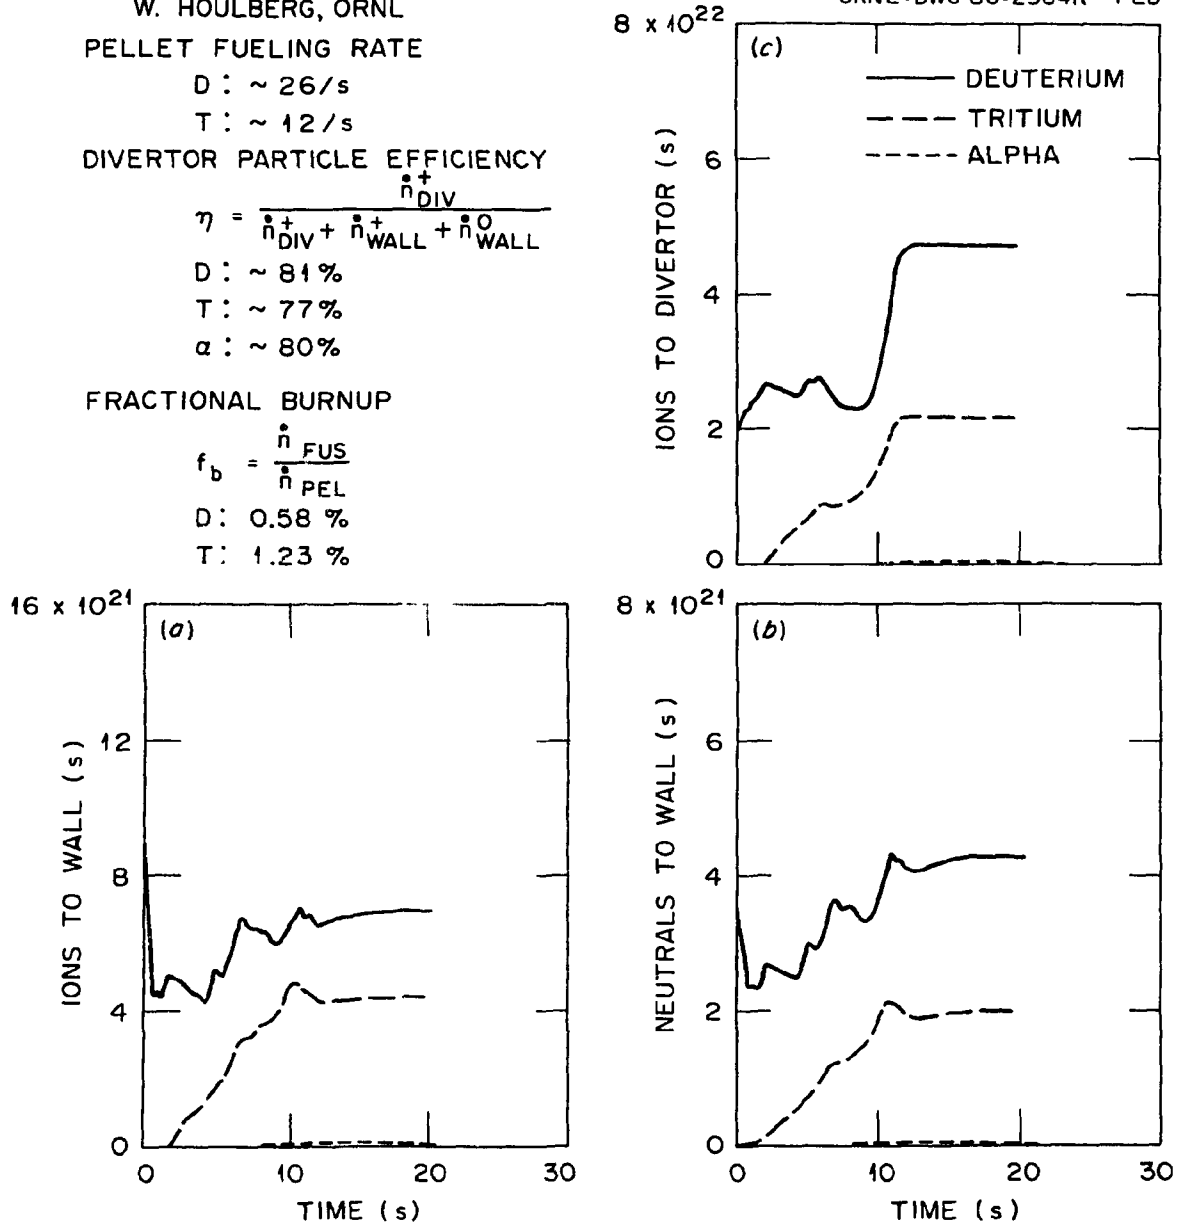 W. HOULBERG, ORNL
PELLET FUELING RATE
D: ~ 26/s
T: ~ 12/s
DIVERTOR PARTICLE EFFICIENCY
η = ṅ⁺DIV / (ṅ⁺DIV + ṅ⁺WALL + ṅ⁰WALL)
D: ~ 81%
T: ~ 77%
α: ~ 80%
FRACTIONAL BURNUP
f_b = ṅ FUS / ṅ PEL
D: 0.58 %
T: 1.23 %
8 x 10²²
(c)
DEUTERIUM
TRITIUM
ALPHA
6
4
2
0
IONS TO DIVERTOR (s)
16 x 10²¹
(a)
12
8
4
0
IONS TO WALL (s)
0 10 20 30
TIME (s)
8 x 10²¹
(b)
6
4
2
0
NEUTRALS TO WALL (s)
0 10 20 30
TIME (s)